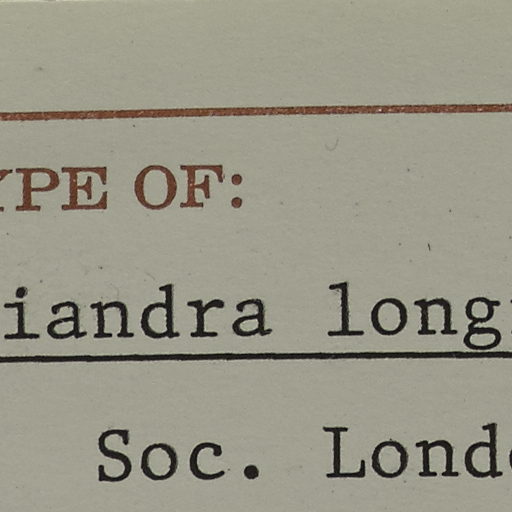 YPE OF:
iandra long
Soc. Lond